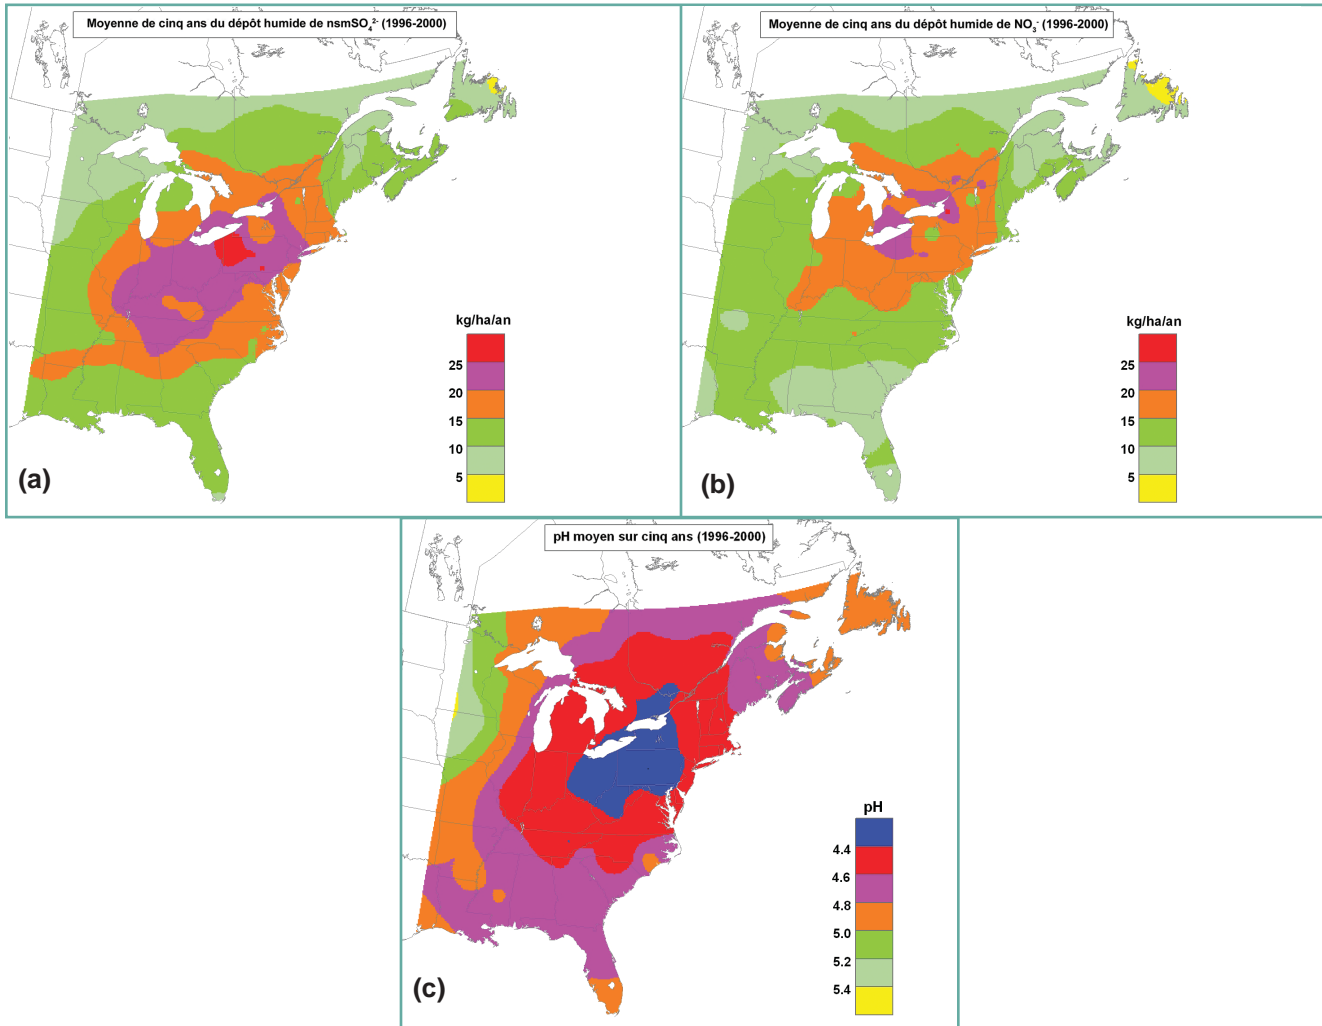 Moyenne de cinq ans du dépôt humide de nsmSO₄²⁻ (1996-2000)
kg/ha/an
25
20
15
10
5
(a)
Moyenne de cinq ans du dépôt humide de NO₃⁻ (1996-2000)
kg/ha/an
25
20
15
10
5
(b)
pH moyen sur cinq ans (1996-2000)
pH
4.4
4.6
4.8
5.0
5.2
5.4
(c)